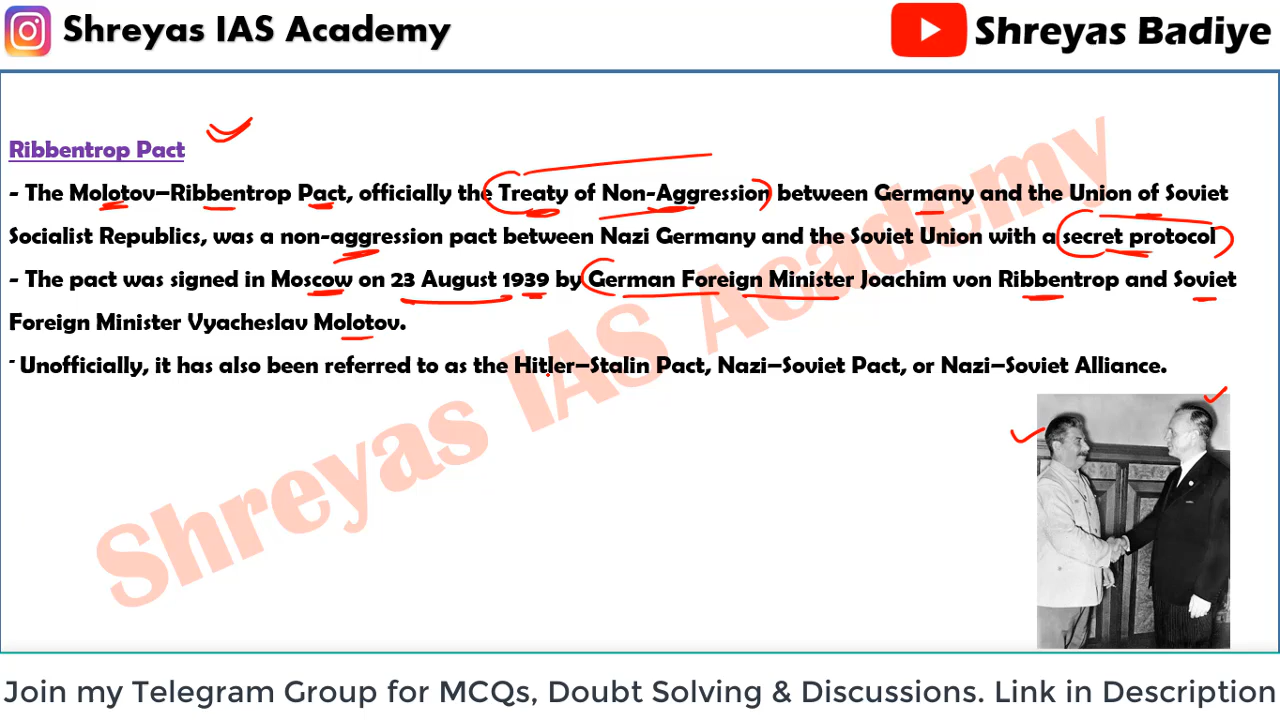 Shreyas IAS Academy
Shreyas Badiye
Ribbentrop Pact
- The Molotov–Ribbentrop Pact, officially the Treaty of Non-Aggression between Germany and the Union of Soviet
Socialist Republics, was a non-aggression pact between Nazi Germany and the Soviet Union with a secret protocol
- The pact was signed in Moscow on 23 August 1939 by German Foreign Minister Joachim von Ribbentrop and Soviet
Foreign Minister Vyacheslav Molotov.
- Unofficially, it has also been referred to as the Hitler–Stalin Pact, Nazi–Soviet Pact, or Nazi–Soviet Alliance.
Shreyas IAS Academy
Join my Telegram Group for MCQs, Doubt Solving & Discussions. Link in Description